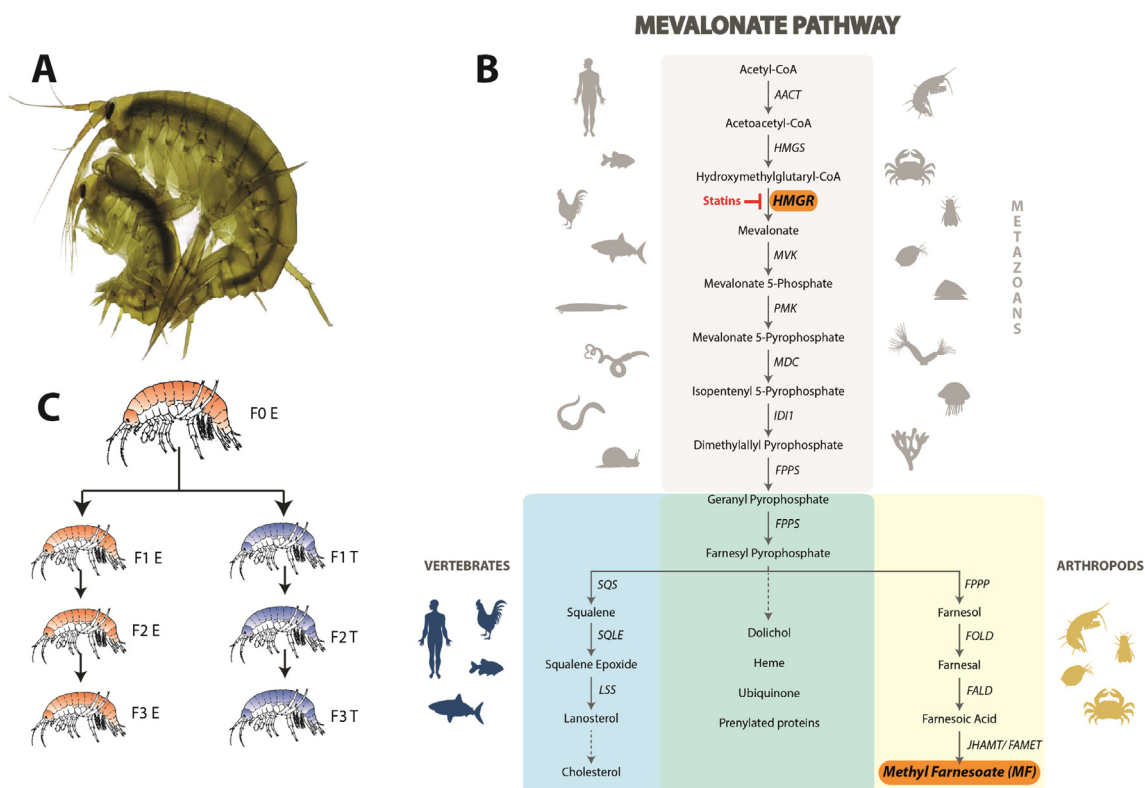 MEVALONATE PATHWAY
A
B
Acetyl-CoA
AACT
Acetoacetyl-CoA
HMGS
Hydroxymethylglutaryl-CoA
Statins
HMGR
Mevalonate
MVK
Mevalonate 5-Phosphate
PMK
Mevalonate 5-Pyrophosphate
MDC
Isopentenyl 5-Pyrophosphate
IDI1
Dimethylallyl Pyrophosphate
FPPS
Geranyl Pyrophosphate
FPPS
Farnesyl Pyrophosphate
METAZOANS
VERTEBRATES
SQS
Squalene
SQLE
Squalene Epoxide
LSS
Lanosterol
Cholesterol
Dolichol
Heme
Ubiquinone
Prenylated proteins
ARTHROPODS
FPPP
Farnesol
FOLD
Farnesal
FALD
Farnesoic Acid
JHAMT/ FAMET
Methyl Farnesoate (MF)
C
F0 E
F1 E
F1 T
F2 E
F2 T
F3 E
F3 T